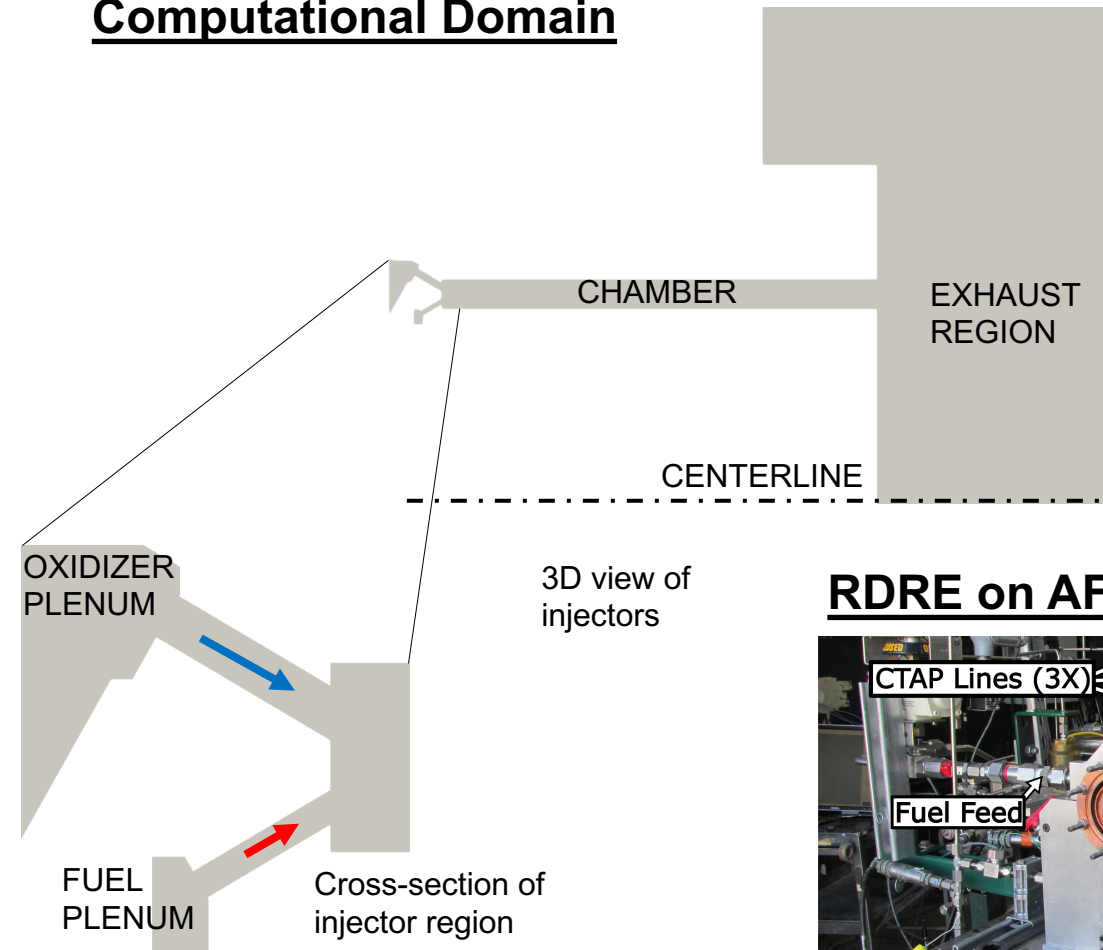 Computational Domain
CHAMBER
EXHAUST
REGION
CENTERLINE
OXIDIZER
PLENUM
3D view of
injectors
RDRE on AF
CTAP Lines (3X)
Fuel Feed
FUEL
PLENUM
Cross-section of
injector region